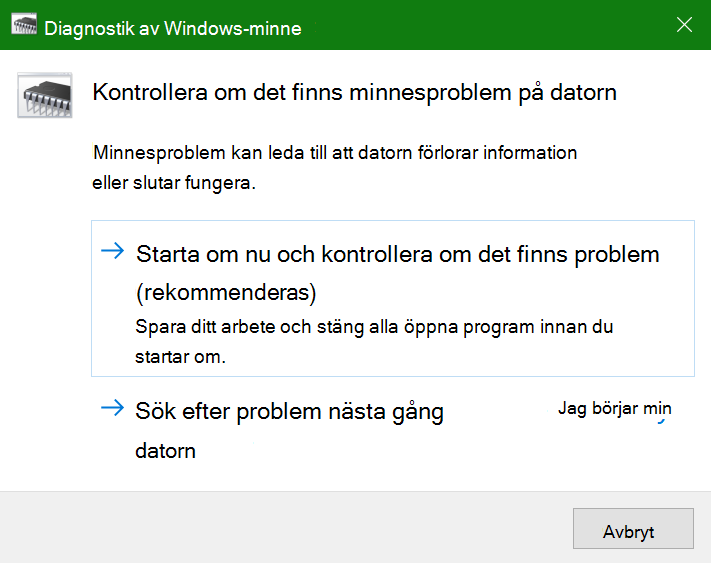 Diagnostik av Windows-minne
Kontrollera om det finns minnesproblem på datorn
Minnesproblem kan leda till att datorn förlorar information
eller slutar fungera.
Starta om nu och kontrollera om det finns problem
(rekommenderas)
Spara ditt arbete och stäng alla öppna program innan du
startar om.
Sök efter problem nästa gång Jag börjar min
datorn
Avbryt